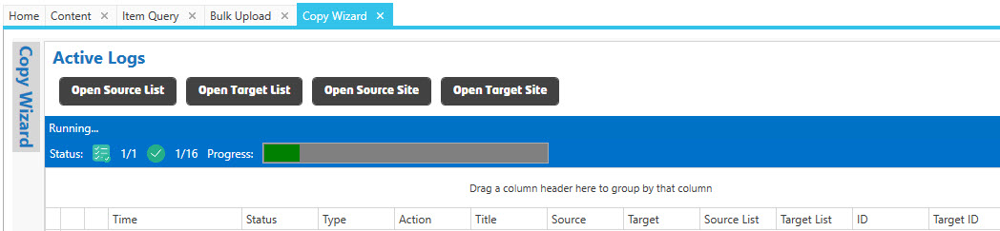 Home Content × Item Query × Bulk Upload × Copy Wizard ×
Copy Wizard
Active Logs
Open Source List Open Target List Open Source Site Open Target Site
Running...
Status: 1/1 1/16 Progress:
Drag a column header here to group by that column
Time Status Type Action Title Source Target Source List Target List ID Target ID